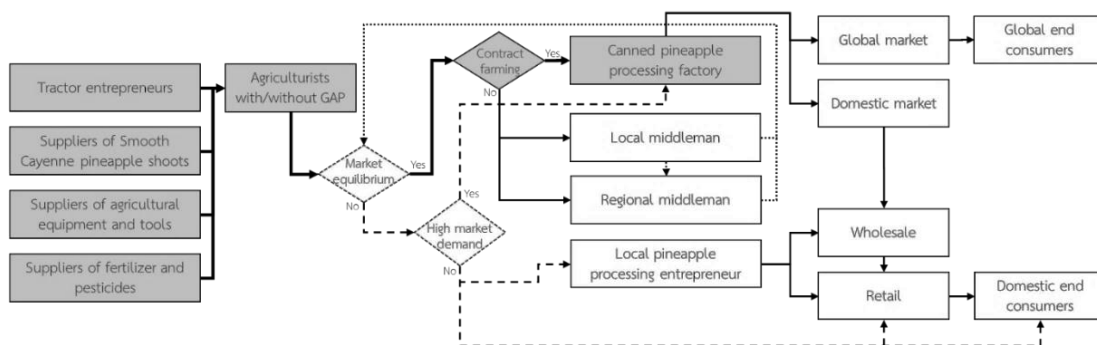 Tractor entrepreneurs
Suppliers of Smooth
Cayenne pineapple shoots
Suppliers of agricultural
equipment and tools
Suppliers of fertilizer and
pesticides
Agriculturists
with/without GAP
Market
equilibrium
Yes
No
High market
demand
Yes
No
Contract
farming
Yes
No
Canned pineapple
processing factory
Local middleman
Regional middleman
Local pineapple
processing entrepreneur
Global market
Domestic market
Wholesale
Retail
Global end
consumers
Domestic end
consumers